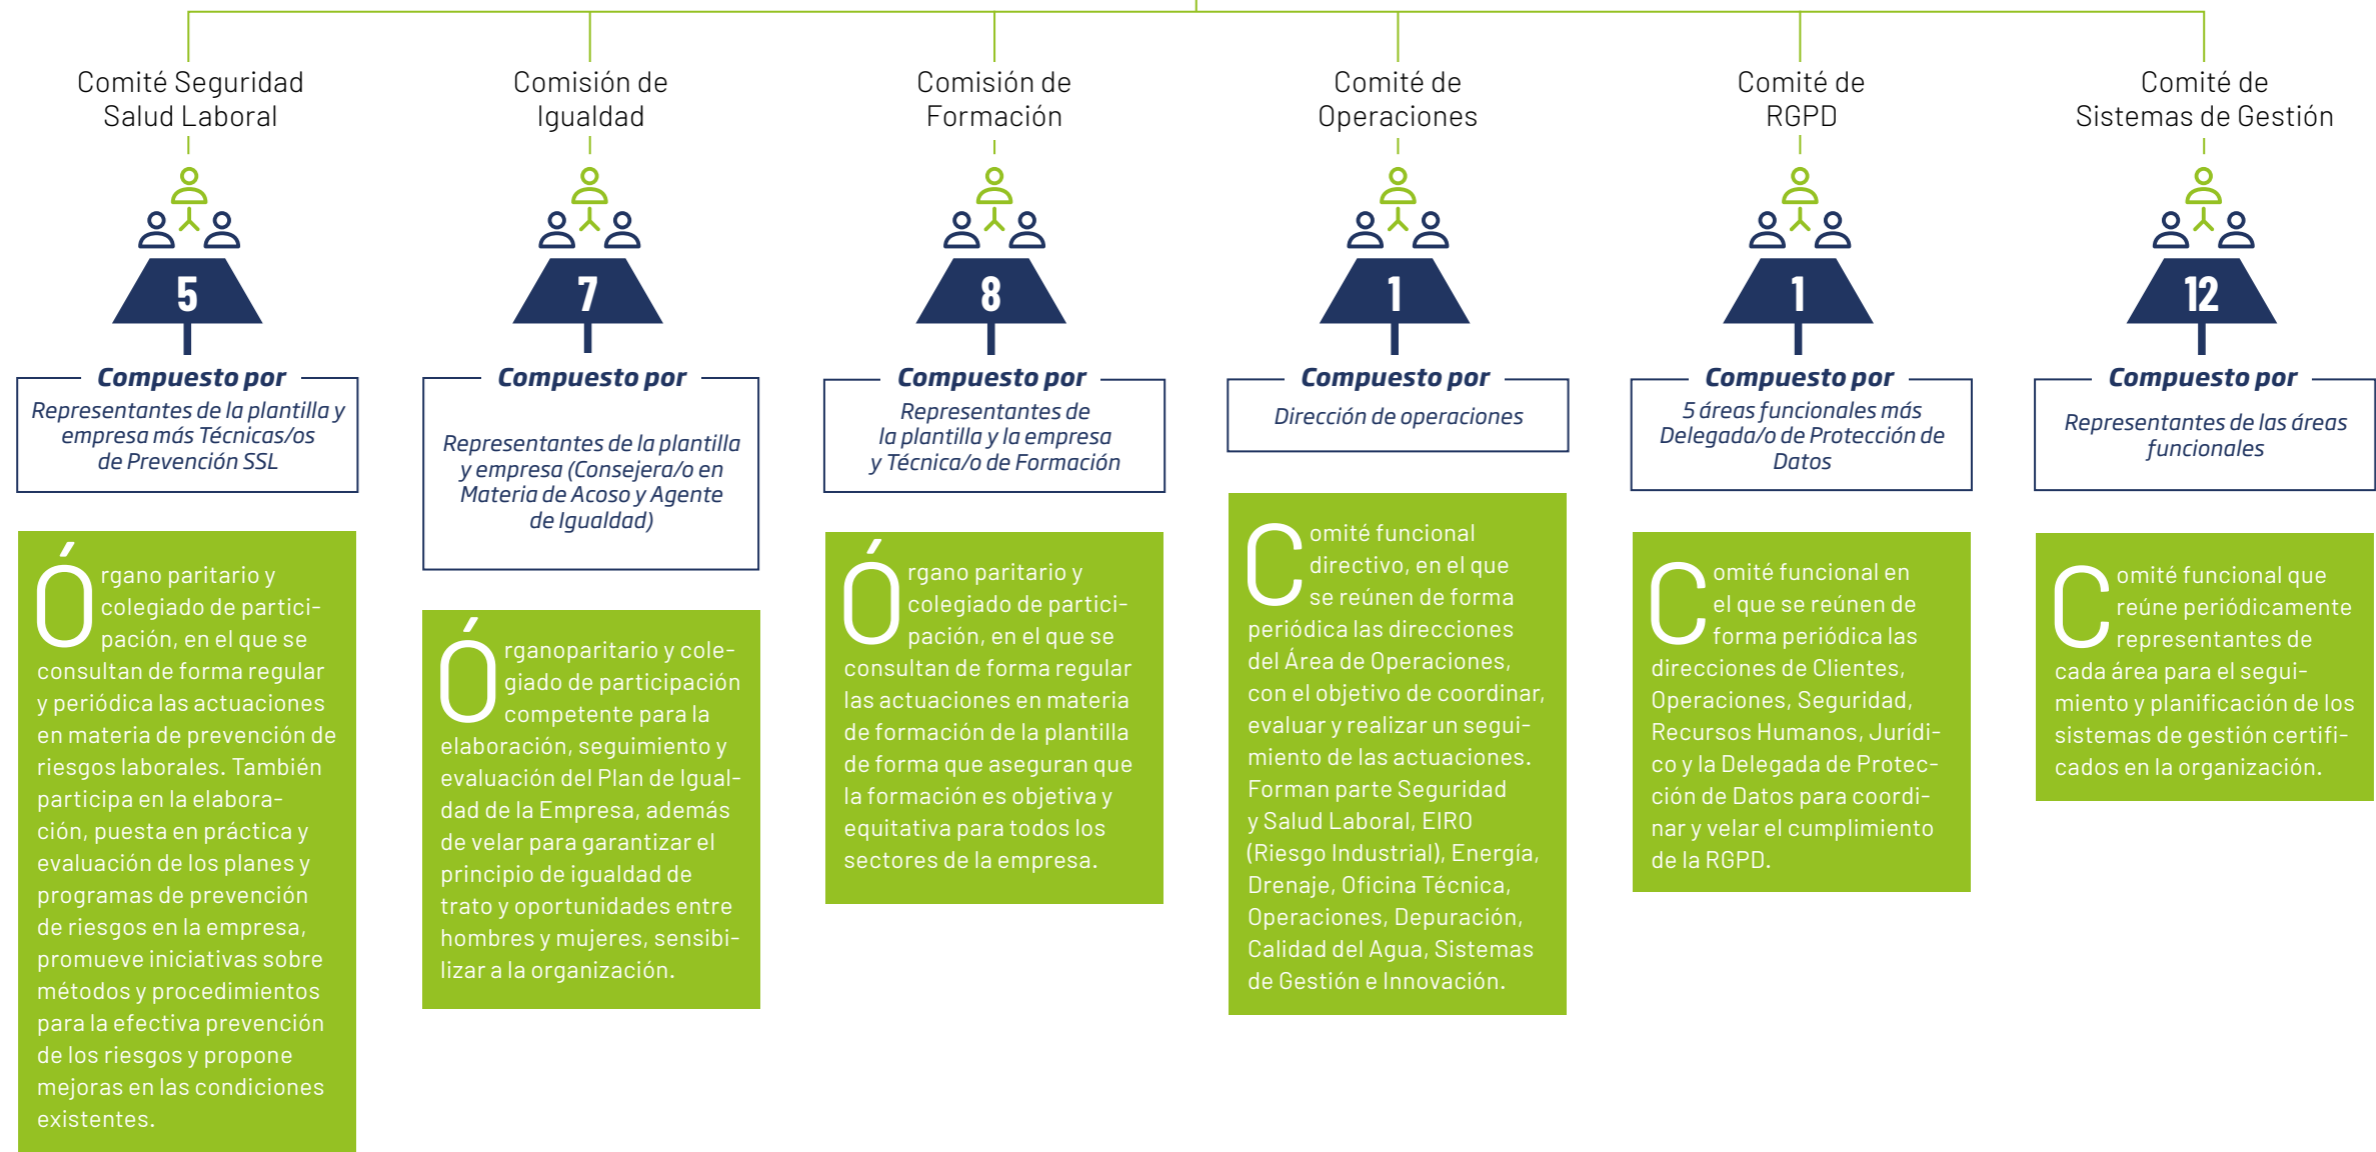 Comité Seguridad
Salud Laboral
5
Compuesto por
Representantes de la plantilla y
empresa más Técnicas/os
de Prevención SSL
Órgano paritario y
colegiado de partici-
pación, en el que se
consultan de forma regular
y periódica las actuaciones
en materia de prevención de
riesgos laborales. También
participa en la elabora-
ción, puesta en práctica y
evaluación de los planes y
programas de prevención
de riesgos en la empresa,
promueve iniciativas sobre
métodos y procedimientos
para la efectiva prevención
de los riesgos y propone
mejoras en las condiciones
existentes.
Comisión de
Igualdad
7
Compuesto por
Representantes de la plantilla
y empresa (Consejera/o en
Materia de Acoso y Agente
de Igualdad)
Órganoparitario y cole-
giado de participación
competente para la
elaboración, seguimiento y
evaluación del Plan de Igual-
dad de la Empresa, además
de velar para garantizar el
principio de igualdad de
trato y oportunidades entre
hombres y mujeres, sensibi-
lizar a la organización.
Comisión de
Formación
8
Compuesto por
Representantes de
la plantilla y la empresa
y Técnica/o de Formación
Órgano paritario y
colegiado de partici-
pación, en el que se
consultan de forma regular
las actuaciones en materia
de formación de la plantilla
de forma que aseguran que
la formación es objetiva y
equitativa para todos los
sectores de la empresa.
Comité de
Operaciones
1
Compuesto por
Dirección de operaciones
Comité funcional
directivo, en el que
se reúnen de forma
periódica las direcciones
del Área de Operaciones,
con el objetivo de coordinar,
evaluar y realizar un segui-
miento de las actuaciones.
Forman parte Seguridad
y Salud Laboral, EIRO
(Riesgo Industrial), Energía,
Drenaje, Oficina Técnica,
Operaciones, Depuración,
Calidad del Agua, Sistemas
de Gestión e Innovación.
Comité de
RGPD
1
Compuesto por
5 áreas funcionales más
Delegada/o de Protección de
Datos
Comité funcional en
el que se reúnen de
forma periódica las
direcciones de Clientes,
Operaciones, Seguridad,
Recursos Humanos, Jurídi-
co y la Delegada de Protec-
ción de Datos para coordi-
nar y velar el cumplimiento
de la RGPD.
Comité de
Sistemas de Gestión
12
Compuesto por
Representantes de las áreas
funcionales
Comité funcional que
reúne periódicamente
representantes de
cada área para el segui-
miento y planificación de los
sistemas de gestión certifi-
cados en la organización.